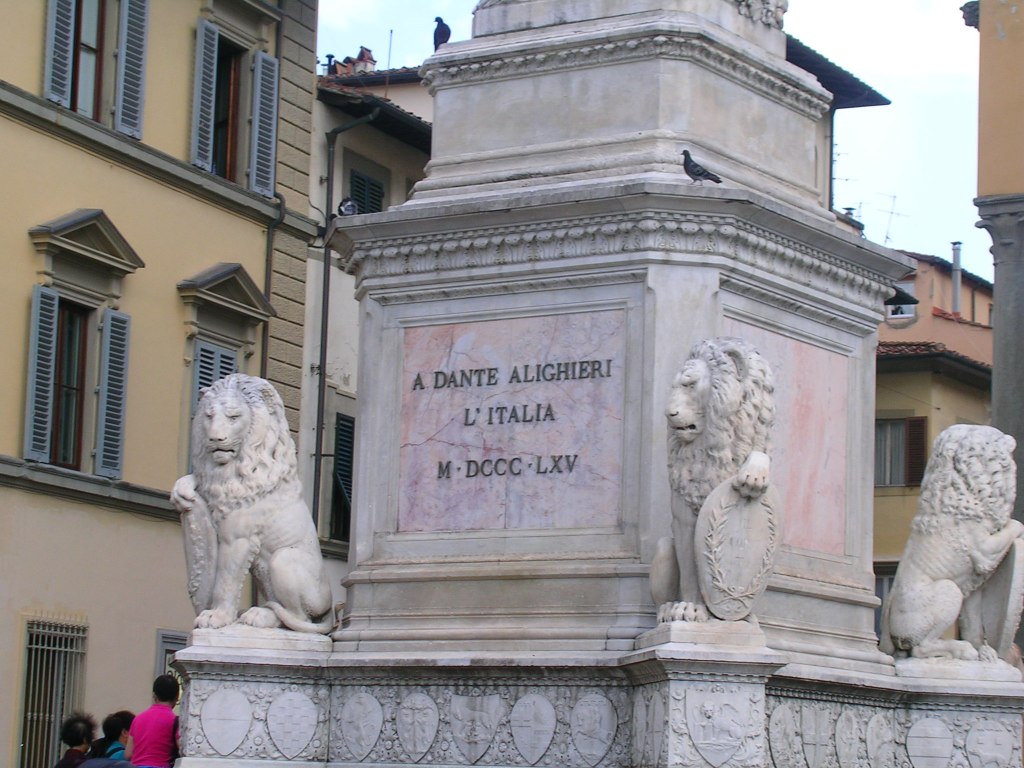 A DANTE ALIGHIERI
L' ITALIA
M·DCCC·LXV